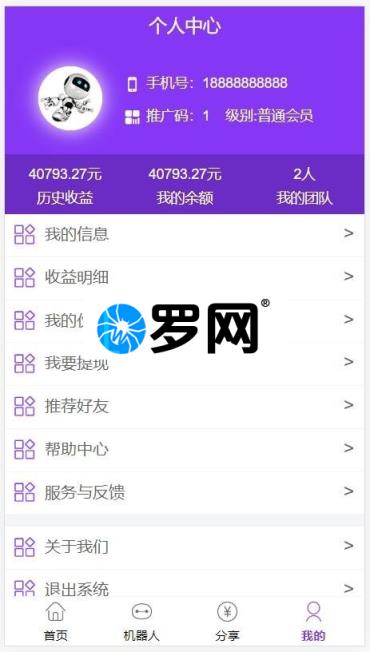 个人中心
手机号：18888888888
推广码：1 级别:普通会员
40793.27元 40793.27元 2人
历史收益 我的余额 我的团队
我的信息 >
收益明细 >
我的 >
罗网®
我要提现 >
推荐好友 >
帮助中心 >
服务与反馈 >
关于我们 >
退出系统 >
首页 机器人 分享 我的